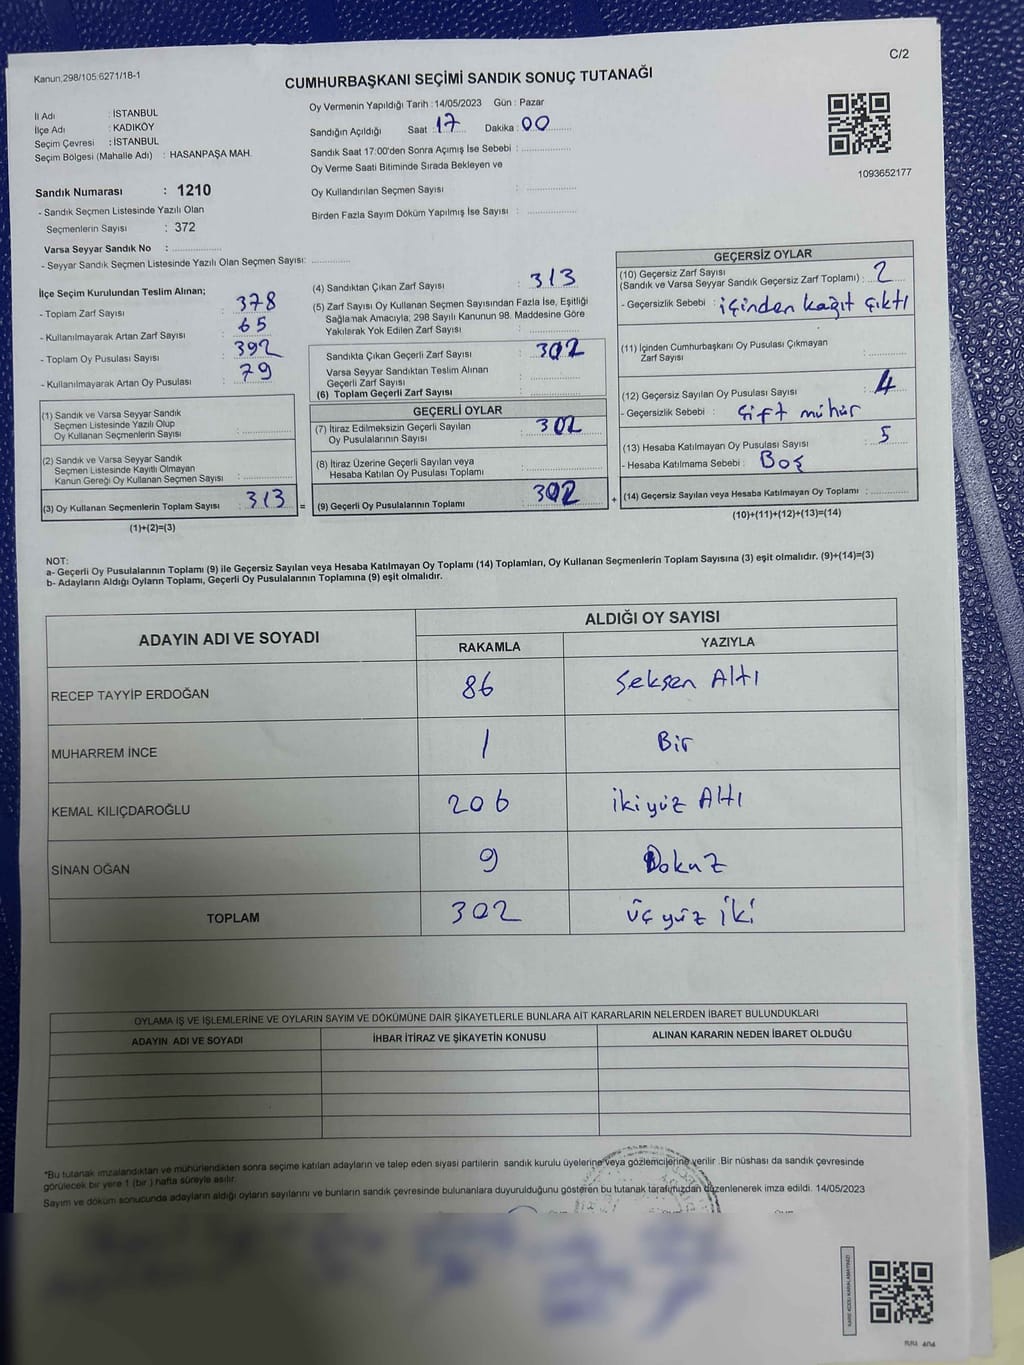 C/2
Kanun,298/105.6271/18-1
CUMHURBAŞKANI SEÇİMİ SANDIK SONUÇ TUTANAĞI
İl Adı : İSTANBUL
İlçe Adı : KADIKÖY
Seçim Çevresi : İSTANBUL
Seçim Bölgesi (Mahalle Adı) : HASANPAŞA MAH.
Sandık Numarası : 1210
- Sandık Seçmen Listesinde Yazılı Olan
Seçmenlerin Sayısı : 372
Varsa Seyyar Sandık No :
- Seyyar Sandık Seçmen Listesinde Yazılı Olan Seçmen Sayısı:
Oy Vermenin Yapıldığı Tarih : 14/05/2023 Gün : Pazar
Sandığın Açıldığı Saat : 17 Dakika : 00
Sandık Saat 17:00'den Sonra Açımış İse Sebebi :
Oy Verme Saati Bitiminde Sırada Bekleyen ve
Oy Kullandırılan Seçmen Sayısı :
Birden Fazla Sayım Döküm Yapılmış İse Sayısı :
1093652177
İlçe Seçim Kurulundan Teslim Alınan;
- Toplam Zarf Sayısı : 378
- Kullanılmayarak Artan Zarf Sayısı : 65
- Toplam Oy Pusulası Sayısı : 392
- Kullanılmayarak Artan Oy Pusulası : 79
(1) Sandık ve Varsa Seyyar Sandık
Seçmen Listesinde Yazılı Olup
Oy Kullanan Seçmenlerin Sayısı :
(2) Sandık ve Varsa Seyyar Sandık
Seçmen Listesinde Kayıtlı Olmayan
Kanun Gereği Oy Kullanan Seçmen Sayısı :
(3) Oy Kullanan Seçmenlerin Toplam Sayısı : 313 =
(1)+(2)=(3)
(4) Sandıktan Çıkan Zarf Sayısı : 313
(5) Zarf Sayısı Oy Kullanan Seçmen Sayısından Fazla İse, Eşitliği
Sağlamak Amacıyla, 298 Sayılı Kanunun 98. Maddesine Göre
Yakılarak Yok Edilen Zarf Sayısı :
Sandıkta Çıkan Geçerli Zarf Sayısı : 302
Varsa Seyyar Sandıktan Teslim Alınan
Geçerli Zarf Sayısı :
(6) Toplam Geçerli Zarf Sayısı :
GEÇERLİ OYLAR
(7) İtiraz Edilmeksizin Geçerli Sayılan
Oy Pusulalarının Sayısı : 302
(8) İtiraz Üzerine Geçerli Sayılan veya
Hesaba Katılan Oy Pusulası Toplamı :
(9) Geçerli Oy Pusulalarının Toplamı : 302 +
GEÇERSİZ OYLAR
(10) Geçersiz Zarf Sayısı
(Sandık ve Varsa Seyyar Sandık Geçersiz Zarf Toplamı) : 2
- Geçersizlik Sebebi : içinden kağıt çıktı
(11) İçinden Cumhurbaşkanı Oy Pusulası Çıkmayan
Zarf Sayısı :
(12) Geçersiz Sayılan Oy Pusulası Sayısı : 4
- Geçersizlik Sebebi : Çift mühür
(13) Hesaba Katılmayan Oy Pusulası Sayısı : 5
- Hesaba Katılmama Sebebi : Boş
(14) Geçersiz Sayılan veya Hesaba Katılmayan Oy Toplamı :
(10)+(11)+(12)+(13)=(14)
NOT:
a- Geçerli Oy Pusulalarının Toplamı (9) ile Geçersiz Sayılan veya Hesaba Katılmayan Oy Toplamı (14) Toplamları, Oy Kullanan Seçmenlerin Toplam Sayısına (3) eşit olmalıdır. (9)+(14)=(3)
b- Adayların Aldığı Oyların Toplamı, Geçerli Oy Pusulalarının Toplamına (9) eşit olmalıdır.
ADAYIN ADI VE SOYADI ALDIĞI OY SAYISI
RAKAMLA YAZIYLA
RECEP TAYYİP ERDOĞAN 86 Seksen Altı
MUHARREM İNCE 1 Bir
KEMAL KILIÇDAROĞLU 206 ikiyüz Altı
SİNAN OĞAN 9 Dokuz
TOPLAM 302 üç yüz iki
OYLAMA İŞ VE İŞLEMLERİNE VE OYLARIN SAYIM VE DÖKÜMÜNE DAİR ŞİKAYETLERLE BUNLARA AİT KARARLARIN NELERDEN İBARET BULUNDUKLARI
ADAYIN ADI VE SOYADI İHBAR İTİRAZ VE ŞİKAYETİN KONUSU ALINAN KARARIN NEDEN İBARET OLDUĞU
*Bu tutanak imzalandıktan ve mühürlendikten sonra seçime katılan adayların ve talep eden siyasi partilerin sandık kurulu üyelerine veya gözlemcilerine verilir .Bir nüshası da sandık çevresinde
görülecek bir yere 1 (bir ) hafta süreyle asılır.
Sayım ve döküm sonucunda adayların aldığı oyların sayılarını ve bunların sandık çevresinde bulunanlara duyurulduğunu gösteren bu tutanak tarafımızdan düzenlenerek imza edildi. 14/05/2023